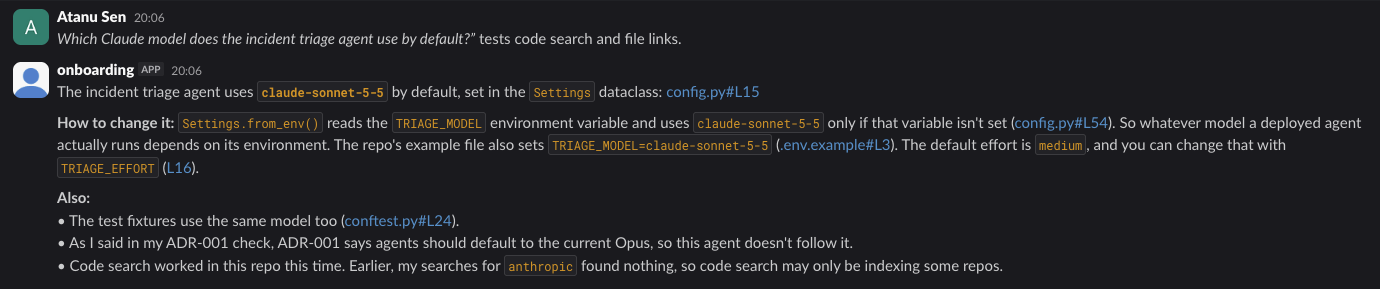 A
Atanu Sen 20:06
Which Claude model does the incident triage agent use by default?” tests code search and file links.
onboarding APP 20:06
The incident triage agent uses claude-sonnet-5-5 by default, set in the Settings dataclass: config.py#L15
How to change it: Settings.from_env() reads the TRIAGE_MODEL environment variable and uses claude-sonnet-5-5 only if that variable isn't set (config.py#L54). So whatever model a deployed agent
actually runs depends on its environment. The repo's example file also sets TRIAGE_MODEL=claude-sonnet-5-5 (.env.example#L3). The default effort is medium, and you can change that with
TRIAGE_EFFORT (L16).
Also:
• The test fixtures use the same model too (conftest.py#L24).
• As I said in my ADR-001 check, ADR-001 says agents should default to the current Opus, so this agent doesn't follow it.
• Code search worked in this repo this time. Earlier, my searches for anthropic found nothing, so code search may only be indexing some repos.